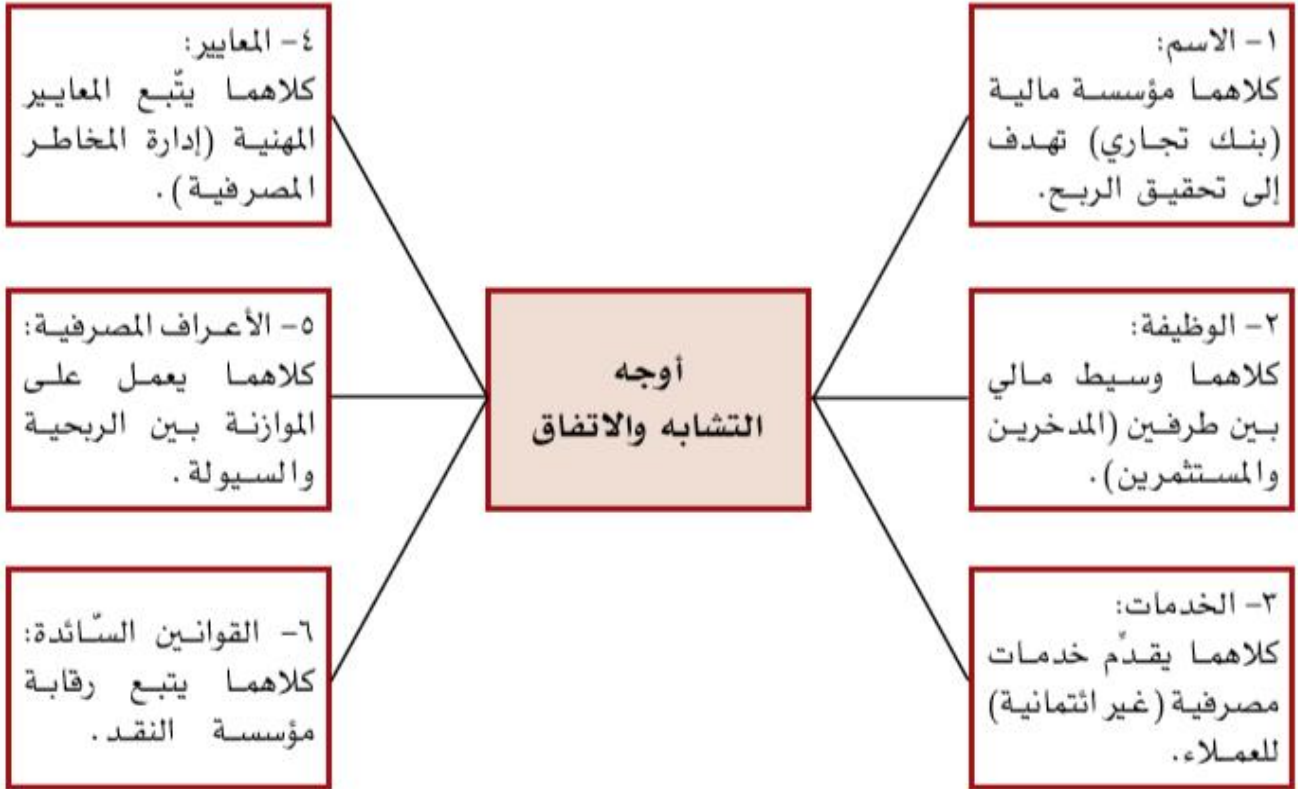 ١- الاسم:
كلاهما مؤسسة مالية
(بنك تجاري) تهدف
إلى تحقيق الربح.
٢- الوظيفة:
كلاهما وسيط مالي
بين طرفين (المدخرين
والمستثمرين).
٣- الخدمات:
كلاهما يقدِّم خدمات
مصرفية (غير ائتمانية)
للعملاء.
أوجه
التشابه والاتفاق
٤- المعايير:
كلاهما يتّبع المعايير
المهنية (إدارة المخاطر
المصرفية).
٥- الأعراف المصرفية:
كلاهما يعمل على
الموازنة بين الربحية
والسيولة.
٦- القوانين السّائدة:
كلاهما يتبع رقابة
مؤسسة النقد.